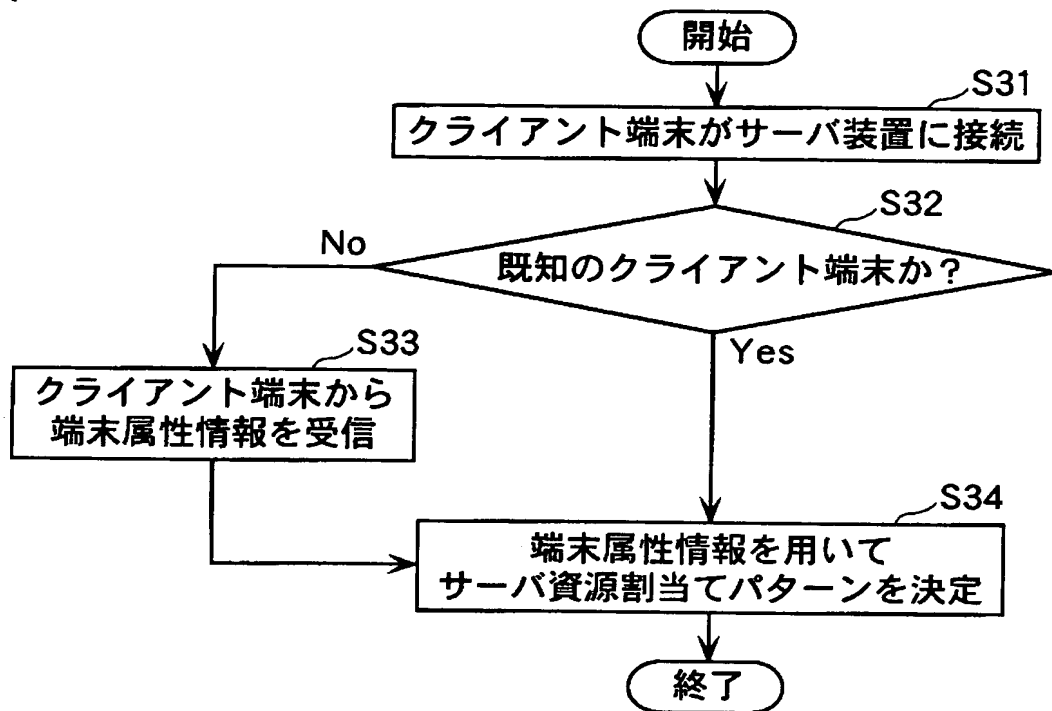 開始
S31
クライアント端末がサーバ装置に接続
S32
既知のクライアント端末か？
No
Yes
S33
クライアント端末から
端末属性情報を受信
S34
端末属性情報を用いて
サーバ資源割当てパターンを決定
終了